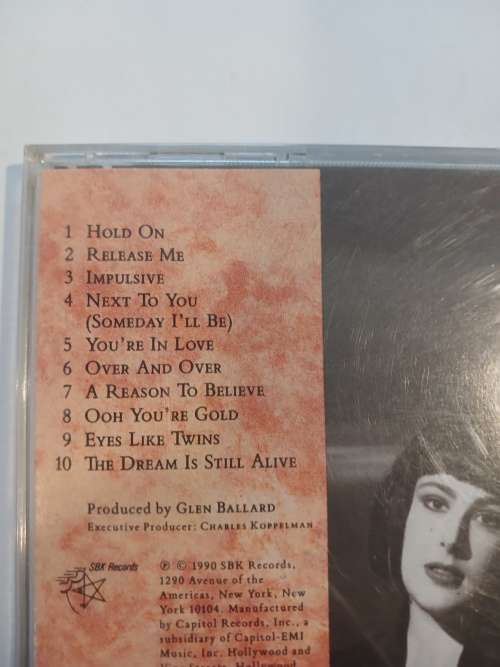 1 HOLD ON
2 RELEASE ME
3 IMPULSIVE
4 NEXT TO YOU
(SOMEDAY I'LL BE)
5 YOU'RE IN LOVE
6 OVER AND OVER
7 A REASON TO BELIEVE
8 OOH YOU'RE GOLD
9 EYES LIKE TWINS
10 THE DREAM IS STILL ALIVE
Produced by GLEN BALLARD
Executive Producer: CHARLES KOPPELMAN
SBK Records
℗ © 1990 SBK Records,
1290 Avenue of the
Americas, New York, New
York 10104. Manufactured
by Capitol Records, Inc., a
subsidiary of Capitol-EMI
Music, Inc. Hollywood and